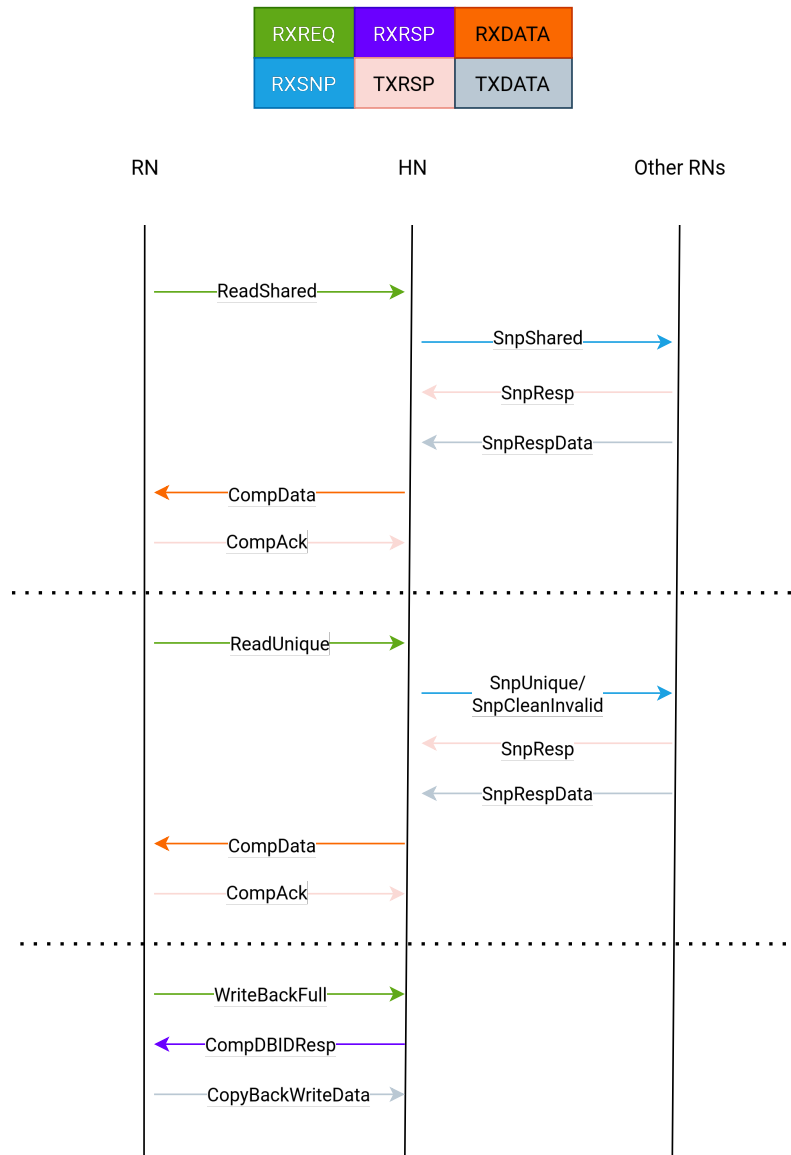 RXREQ RXRSP RXDATA
RXSNP TXRSP TXDATA
RN HN Other RNs
ReadShared
SnpShared
SnpResp
SnpRespData
CompData
CompAck
ReadUnique
SnpUnique/
SnpCleanInvalid
SnpResp
SnpRespData
CompData
CompAck
WriteBackFull
CompDBIDResp
CopyBackWriteData